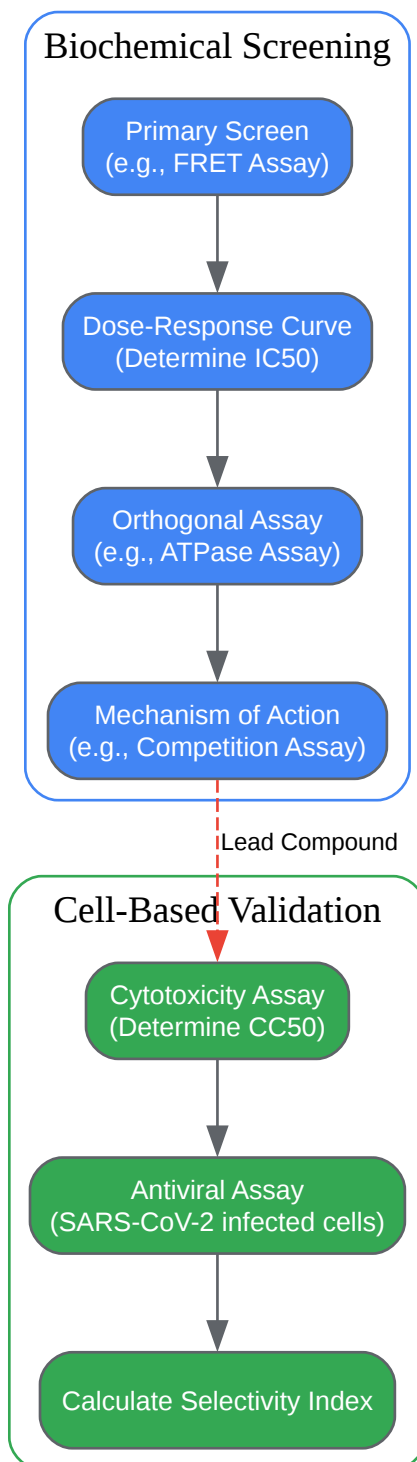 Biochemical Screening
Primary Screen
(e.g., FRET Assay)
Dose-Response Curve
(Determine IC50)
Orthogonal Assay
(e.g., ATPase Assay)
Mechanism of Action
(e.g., Competition Assay)
Lead Compound
Cell-Based Validation
Cytotoxicity Assay
(Determine CC50)
Antiviral Assay
(SARS-CoV-2 infected cells)
Calculate Selectivity Index